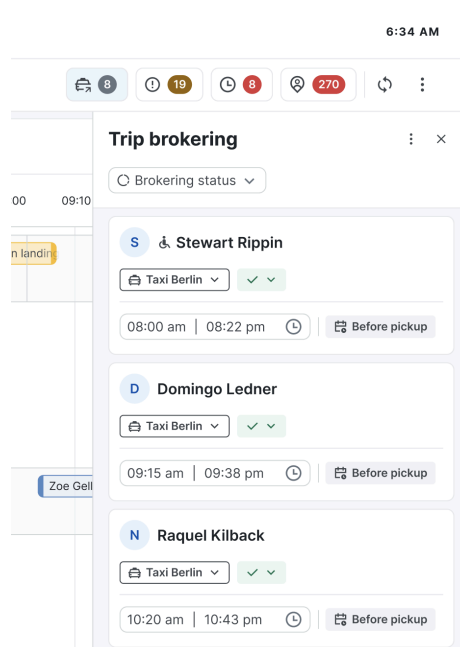 6:34 AM
8 19 8 270
Trip brokering
Brokering status
00 09:10
n landing
S Stewart Rippin
Taxi Berlin
08:00 am | 08:22 pm Before pickup
D Domingo Ledner
Taxi Berlin
09:15 am | 09:38 pm Before pickup
Zoe Gell
N Raquel Kilback
Taxi Berlin
10:20 am | 10:43 pm Before pickup